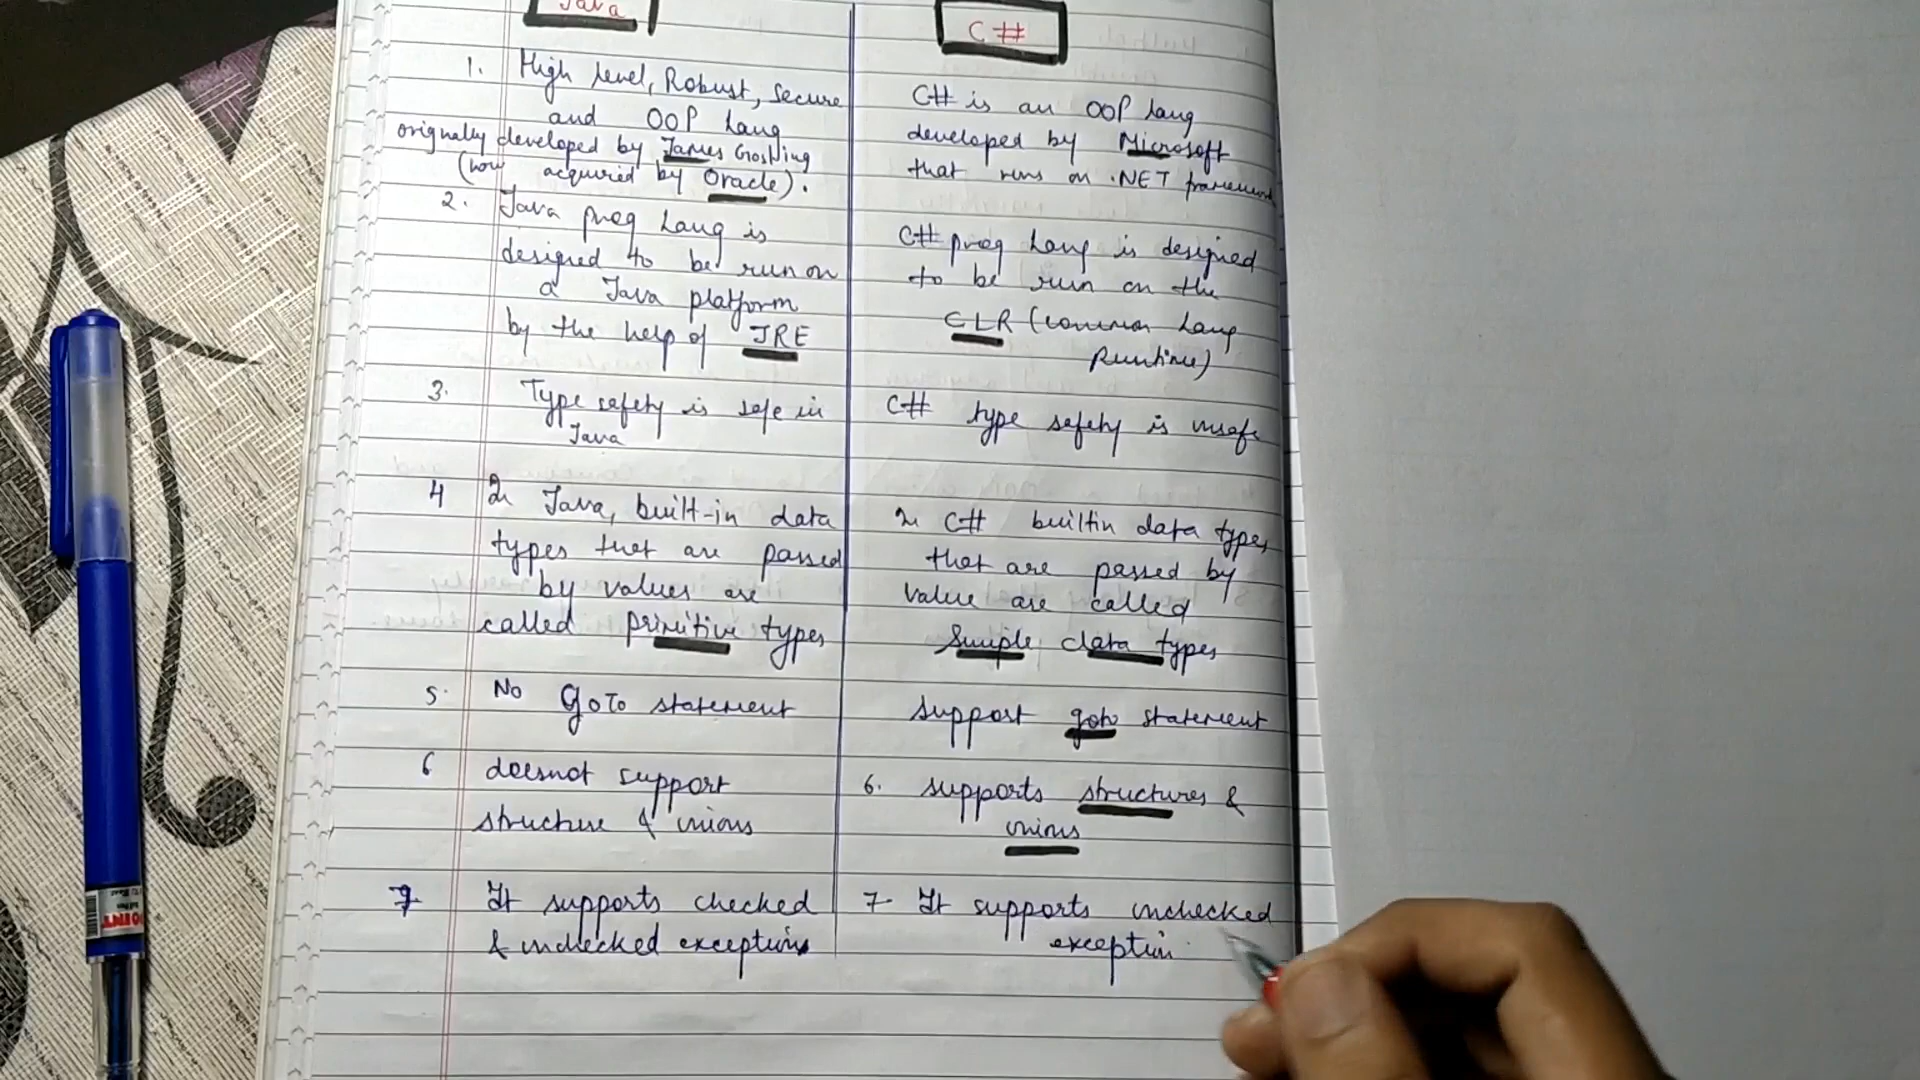 Java
1. High level, Robust, Secure
and OOP Lang
originally developed by James Gosling
(now acquired by Oracle).
2. Java prog Lang is
designed to be run on
a Java platform
by the help of JRE
3. Type safety is safe in
Java
4 In Java, built-in data
types that are passed
by values are
called primitive types
5. No GoTo statement
6 doesnot support
structure & unions
7 It supports checked
& unchecked exceptions
C#
C# is an OOP lang
developed by Microsoft
that runs on .NET framework
C# prog Lang is designed
to be run on the
CLR (Common Lang
Runtime)
C# type safety is unsafe
In C# builtin data types
that are passed by
value are called
Simple data types
support goto statement
6. supports structures &
unions
7. It supports unchecked
exception
JOINT